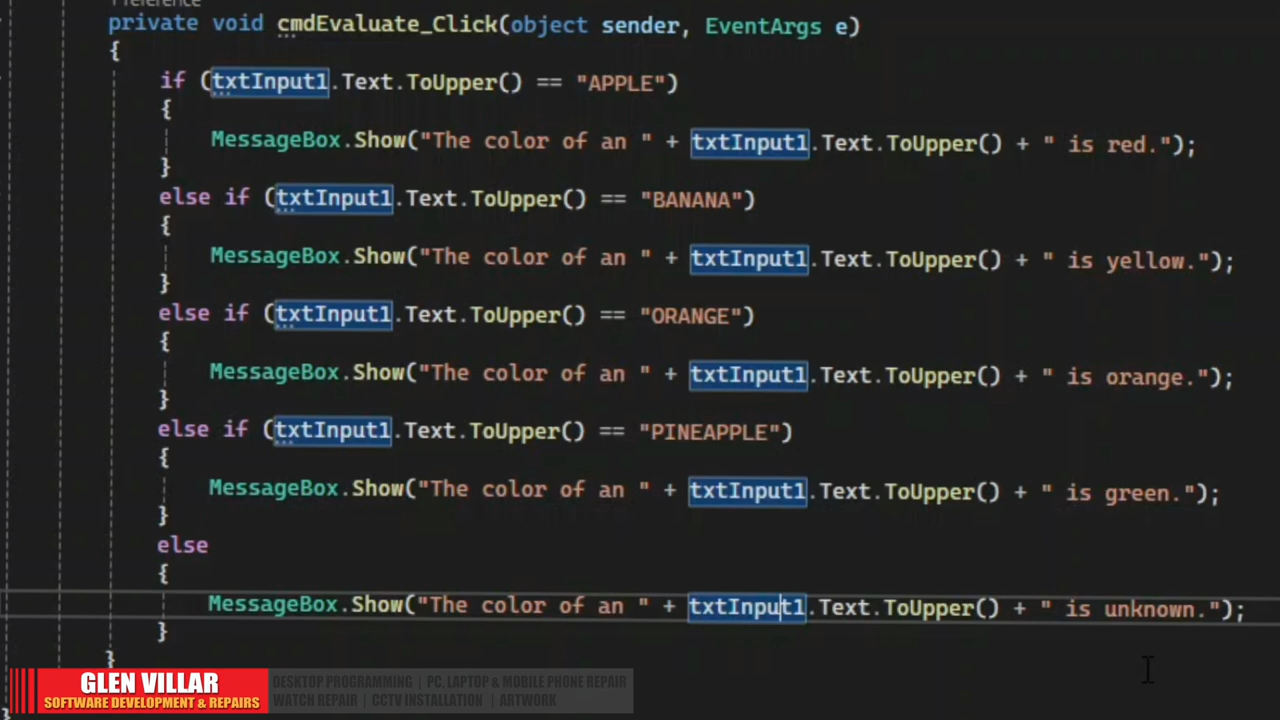 1 reference
private void cmdEvaluate_Click(object sender, EventArgs e)
{
if (txtInput1.Text.ToUpper() == "APPLE")
{
MessageBox.Show("The color of an " + txtInput1.Text.ToUpper() + " is red.");
}
else if (txtInput1.Text.ToUpper() == "BANANA")
{
MessageBox.Show("The color of an " + txtInput1.Text.ToUpper() + " is yellow.");
}
else if (txtInput1.Text.ToUpper() == "ORANGE")
{
MessageBox.Show("The color of an " + txtInput1.Text.ToUpper() + " is orange.");
}
else if (txtInput1.Text.ToUpper() == "PINEAPPLE")
{
MessageBox.Show("The color of an " + txtInput1.Text.ToUpper() + " is green.");
}
else
{
MessageBox.Show("The color of an " + txtInput1.Text.ToUpper() + " is unknown.");
}
}
}
GLEN VILLAR
SOFTWARE DEVELOPMENT & REPAIRS
DESKTOP PROGRAMMING | PC, LAPTOP & MOBILE PHONE REPAIR
WATCH REPAIR | CCTV INSTALLATION | ARTWORK